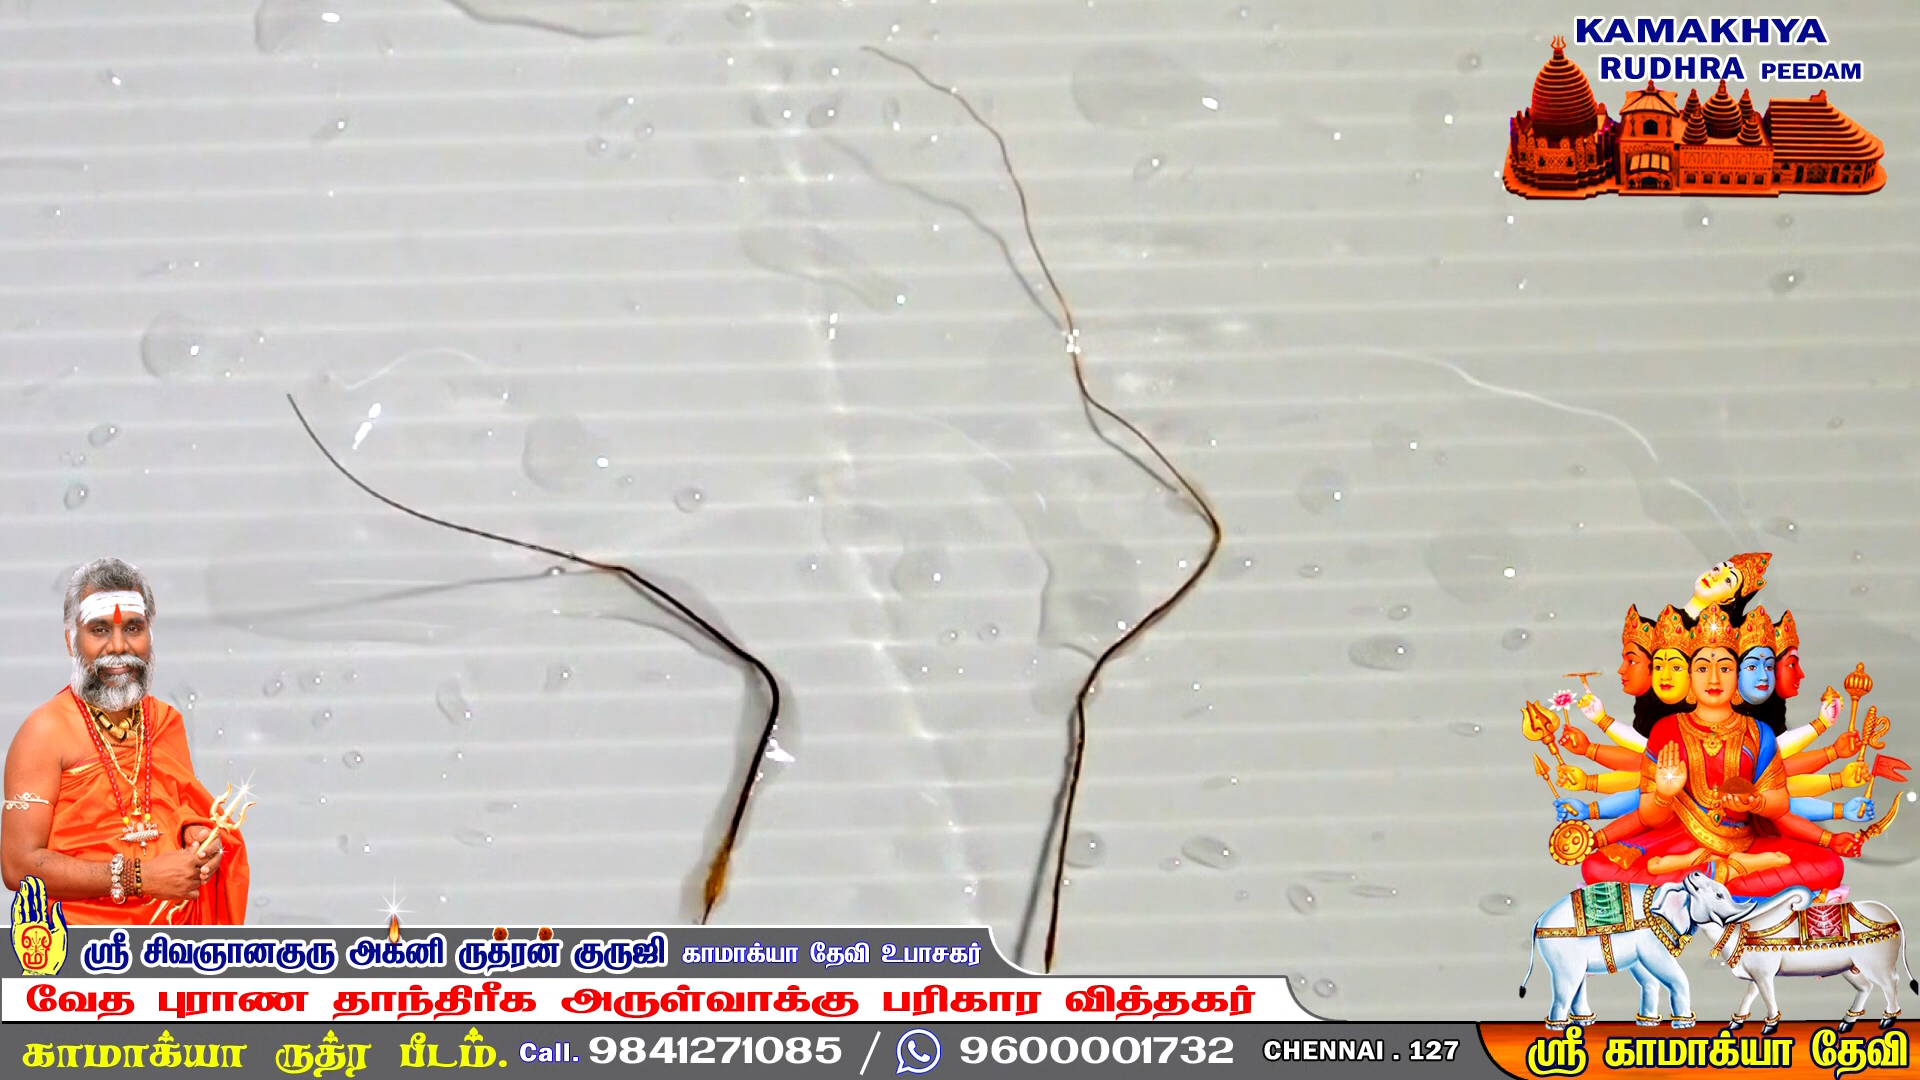 KAMAKHYA
RUDHRA PEEDAM
ஸ்ரீ சிவஞானகுரு அக்னி ருத்ரன் குருஜி காமாக்யா தேவி உபாசகர்
வேத புராண தாந்திரீக அருள்வாக்கு பரிகார வித்தகர்
காமாக்யா ருத்ர பீடம். Call. 9841271085 / 9600001732 CHENNAI . 127
ஸ்ரீ காமாக்யா தேவி